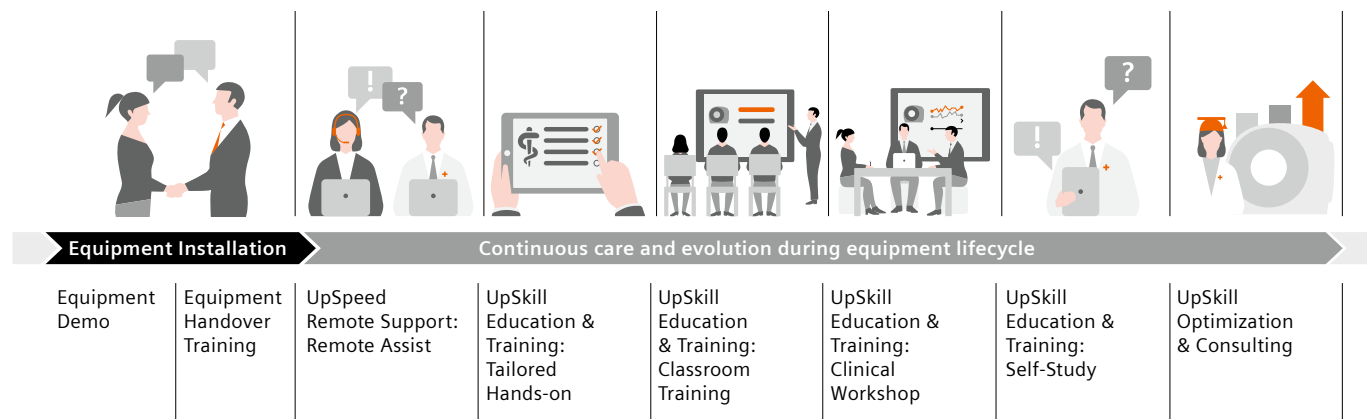 !
?
?
!
Equipment Installation
Continuous care and evolution during equipment lifecycle
Equipment
Demo
Equipment
Handover
Training
UpSpeed
Remote Support:
Remote Assist
UpSkill
Education &
Training:
Tailored
Hands-on
UpSkill
Education
& Training:
Classroom
Training
UpSkill
Education &
Training:
Clinical
Workshop
UpSkill
Education &
Training:
Self-Study
UpSkill
Optimization
& Consulting